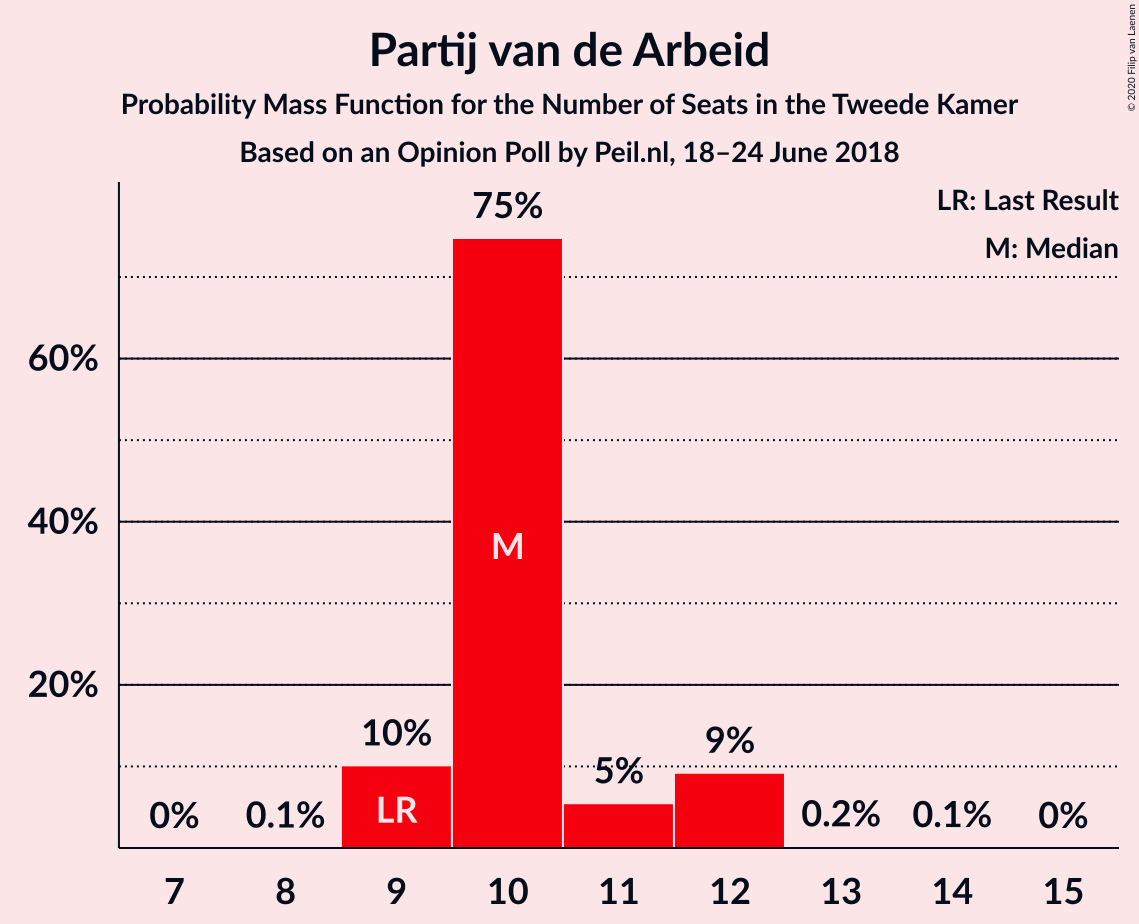 Partij van de Arbeid
Probability Mass Function for the Number of Seats in the Tweede Kamer
Based on an Opinion Poll by Peil.nl, 18–24 June 2018
© 2020 Filip van Laenen
LR: Last Result
M: Median
75%
60%
40%
20%
M
10%
9%
5%
LR
0%
0.1%
0.2%
0.1%
0%
7 8 9 10 11 12 13 14 15